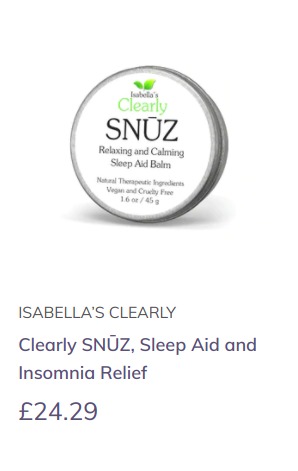 Isabella's
Clearly
SNŪZ
Relaxing and Calming
Sleep Aid Balm
Natural Therapeutic Ingredients
Vegan and Cruelty Free
1.6 oz / 45 g
ISABELLA'S CLEARLY
Clearly SNŪZ, Sleep Aid and
Insomnia Relief
£24.29